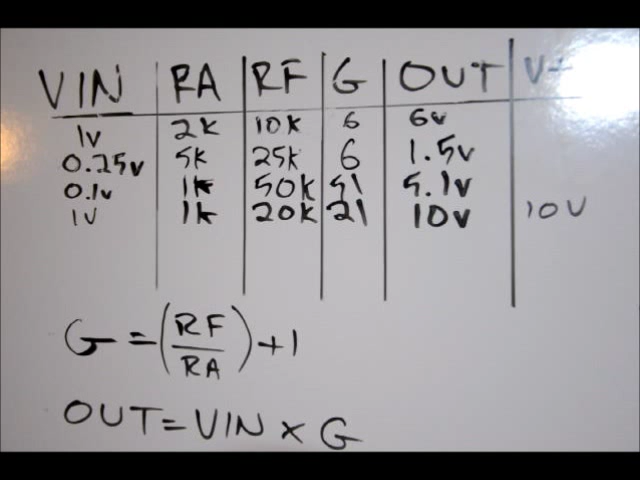 VIN RA RF G OUT V+
1v 2k 10k 6 6v
0.25v 5k 25k 6 1.5v
0.1v 1k 50k 51 5.1v
1v 1k 20k 21 10v 10V
G = (RF/RA) + 1
OUT = VIN x G